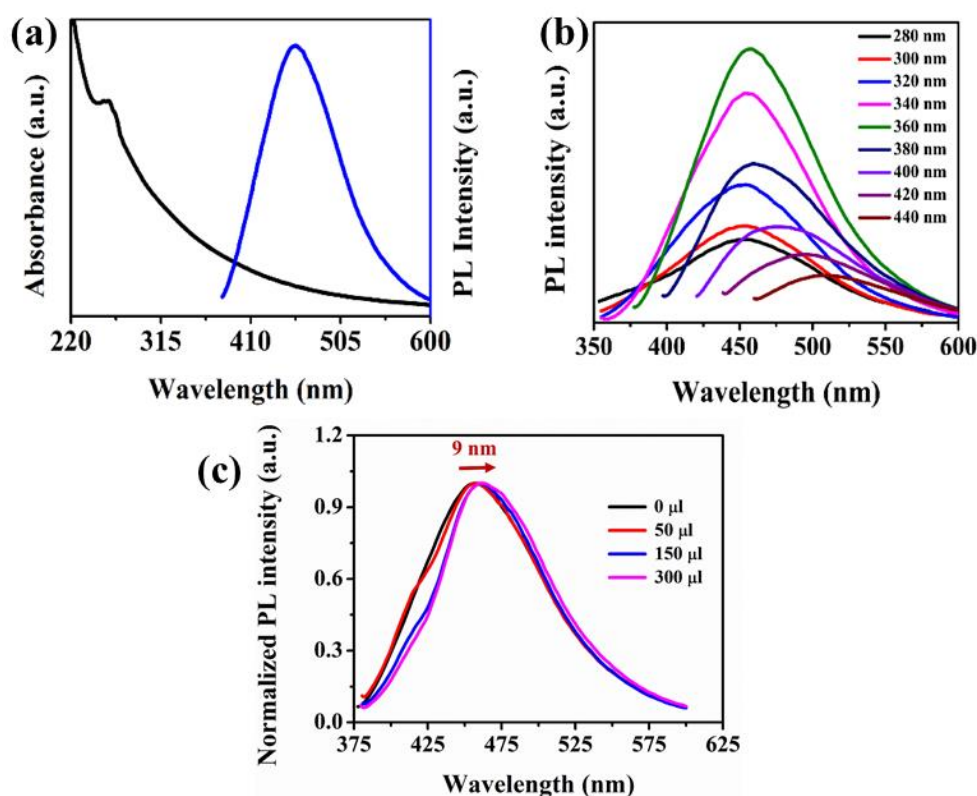 (a)
Absorbance (a.u.)
PL Intensity (a.u.)
220 315 410 505 600
Wavelength (nm)
(b)
PL intensity (a.u.)
280 nm
300 nm
320 nm
340 nm
360 nm
380 nm
400 nm
420 nm
440 nm
350 400 450 500 550 600
Wavelength (nm)
(c)
Normalized PL intensity (a.u.)
1.2
0.9
0.6
0.3
0.0
9 nm
0 µl
50 µl
150 µl
300 µl
375 425 475 525 575 625
Wavelength (nm)